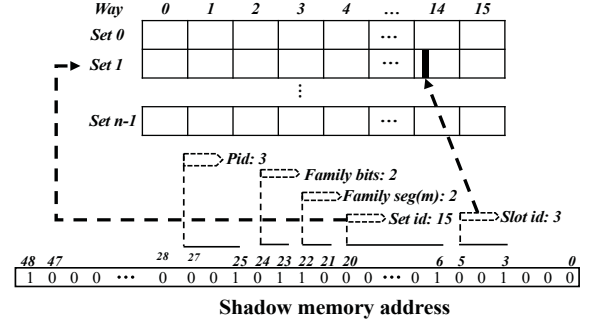 Way 0 1 2 3 4 ... 14 15
Set 0 ...
Set 1 ...
...
Set n-1 ...
Pid: 3
Family bits: 2
Family seg(m): 2
Set id: 15
Slot id: 3
48 47 28 27 25 24 23 22 21 20 6 5 3 0
1 0 0 0 ... 0 0 0 1 0 1 1 0 0 0 0 ... 0 1 0 0 1 0 0 0
Shadow memory address